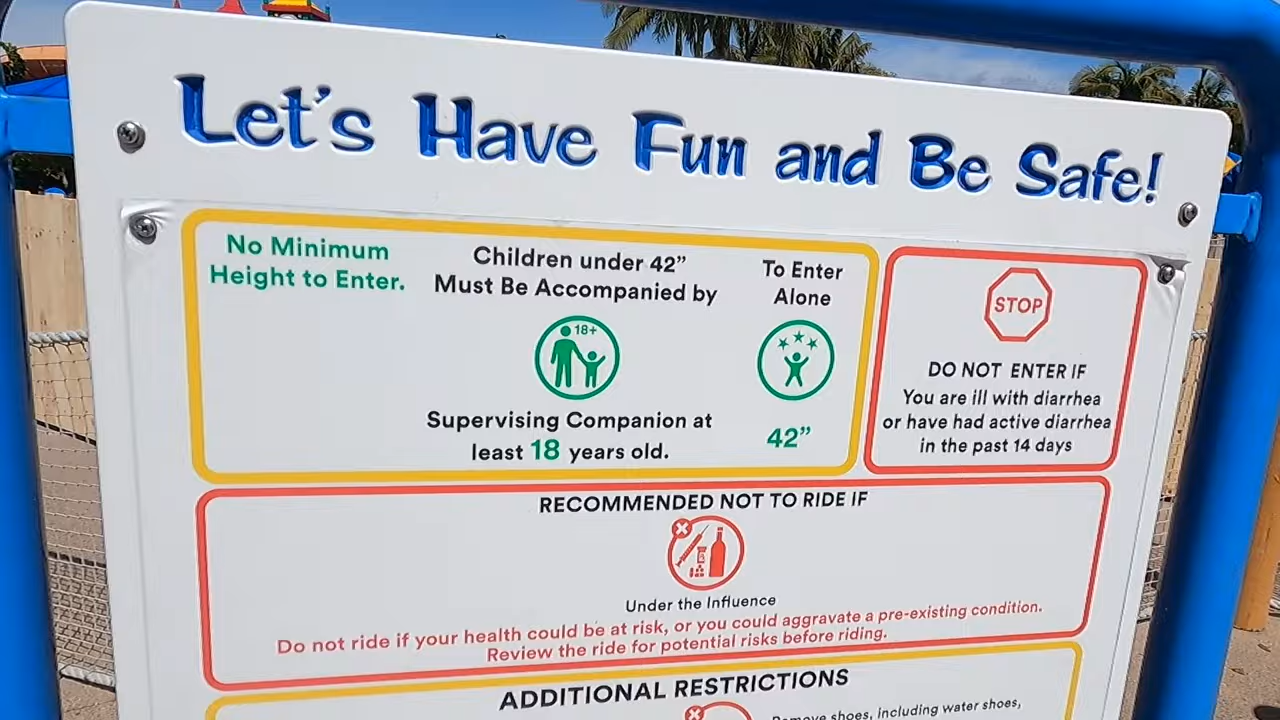 Let's Have Fun and Be Safe!
No Minimum
Height to Enter.
Children under 42"
Must Be Accompanied by
18+
Supervising Companion at
least 18 years old.
To Enter
Alone
42"
STOP
DO NOT ENTER IF
You are ill with diarrhea
or have had active diarrhea
in the past 14 days
RECOMMENDED NOT TO RIDE IF
Under the Influence
Do not ride if your health could be at risk, or you could aggravate a pre-existing condition.
Review the ride for potential risks before riding.
ADDITIONAL RESTRICTIONS
Remove shoes, including water shoes,